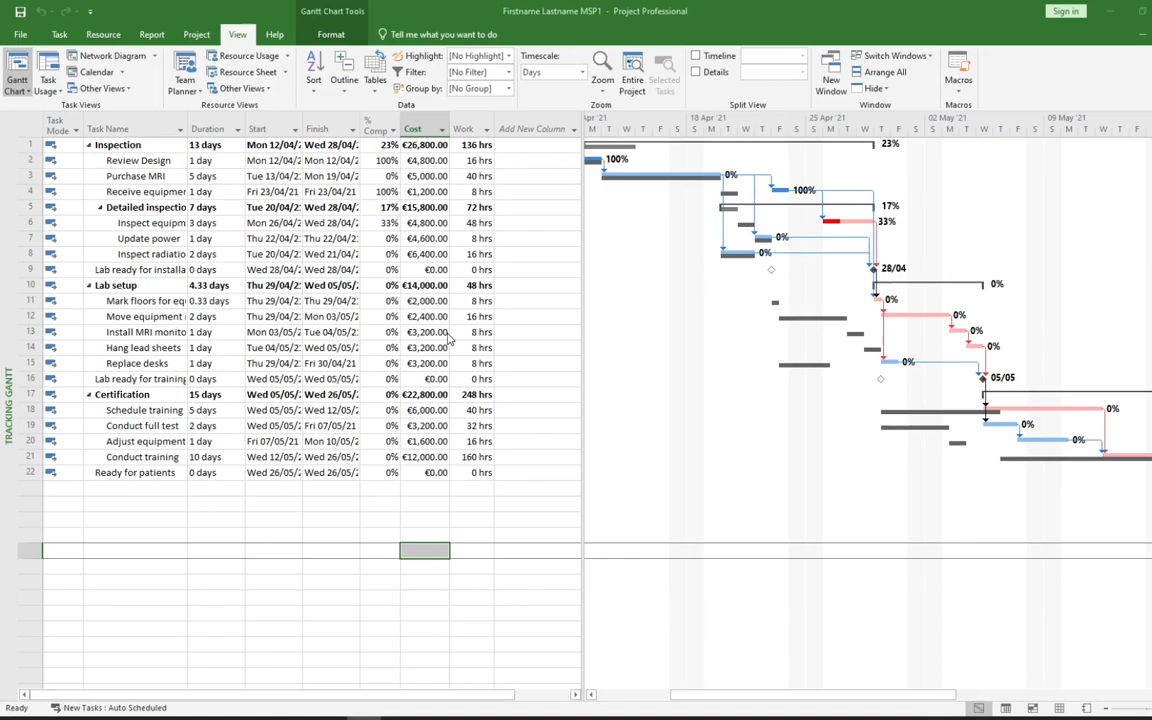 Gantt Chart Tools
Firstname Lastname MSP1 - Project Professional
Sign in
File Task Resource Report Project View Help Format Tell me what you want to do
Gantt Chart
Task Usage
Network Diagram
Calendar
Other Views
Task Views
Team Planner
Resource Usage
Resource Sheet
Other Views
Resource Views
Sort
Outline
Tables
Highlight: [No Highlight]
Filter: [No Filter]
Group by: [No Group]
Data
Timescale:
Days
Zoom
Entire Project
Selected Tasks
Zoom
Timeline
Details
Split View
New Window
Switch Windows
Arrange All
Hide
Window
Macros
Macros
Task Mode Task Name Duration Start Finish % Comp Cost Work Add New Column
Apr '21 18 Apr '21 25 Apr '21 02 May '21 09 May '21
M T W T F S S M T W T F S S M T W T F S S M T W T F S S M T W T F
1 Inspection 13 days Mon 12/04/ Wed 28/04/ 23% €26,800.00 136 hrs 23%
2 Review Design 1 day Mon 12/04/ Mon 12/04/ 100% €800.00 16 hrs 100%
3 Purchase MRI 5 days Tue 13/04/2 Mon 19/04/ 0% €5,000.00 40 hrs 0%
4 Receive equipmer 1 day Fri 23/04/21 Fri 23/04/21 100% €1,200.00 8 hrs 100%
5 Detailed inspectio 7 days Tue 20/04/ Wed 28/04/ 17% €15,800.00 72 hrs 17%
6 Inspect equipm 3 days Mon 26/04/ Wed 28/04/ 33% €4,800.00 48 hrs 33%
7 Update power 1 day Thu 22/04/2 Thu 22/04/2 0% €4,600.00 8 hrs 0%
8 Inspect radiatio 2 days Tue 20/04/2 Wed 21/04/ 0% €6,400.00 16 hrs 0%
9 Lab ready for installa 0 days Wed 28/04/ Wed 28/04/ 0% €0.00 0 hrs 28/04
10 Lab setup 4.33 days Thu 29/04/ Wed 05/05/ 0% €14,000.00 48 hrs 0%
11 Mark floors for eq 0.33 days Thu 29/04/2 Thu 29/04/2 0% €2,000.00 8 hrs 0%
12 Move equipment i 2 days Thu 29/04/2 Mon 03/05/ 0% €2,400.00 16 hrs 0%
13 Install MRI monito 1 day Mon 03/05/ Tue 04/05/2 0% €3,200.00 8 hrs 0%
14 Hang lead sheets 1 day Tue 04/05/2 Wed 05/05/ 0% €3,200.00 8 hrs 0%
15 Replace desks 1 day Thu 29/04/2 Fri 30/04/21 0% €3,200.00 8 hrs 0%
16 Lab ready for training 0 days Wed 05/05/ Wed 05/05/ 0% €0.00 0 hrs 05/05
17 Certification 15 days Wed 05/05/ Wed 26/05/ 0% €22,800.00 248 hrs
18 Schedule training 5 days Wed 05/05/ Wed 12/05/ 0% €6,000.00 40 hrs 0%
19 Conduct full test 2 days Wed 05/05/ Fri 07/05/21 0% €3,200.00 32 hrs 0%
20 Adjust equipment 1 day Fri 07/05/21 Mon 10/05/ 0% €1,600.00 16 hrs 0%
21 Conduct training 10 days Wed 12/05/ Wed 26/05/ 0% €12,000.00 160 hrs
22 Ready for patients 0 days Wed 26/05/ Wed 26/05/ 0% €0.00 0 hrs
TRACKING GANTT
Ready New Tasks : Auto Scheduled